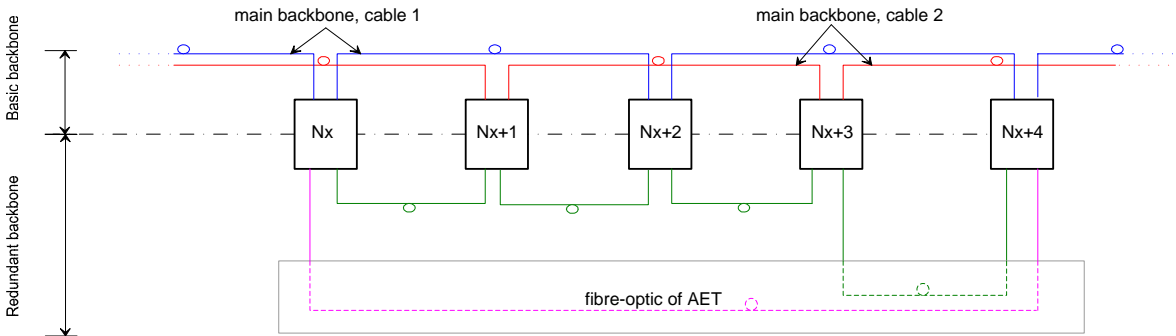 main backbone, cable 1
main backbone, cable 2
Basic backbone
Nx
Nx+1
Nx+2
Nx+3
Nx+4
Redundant backbone
fibre-optic of AET